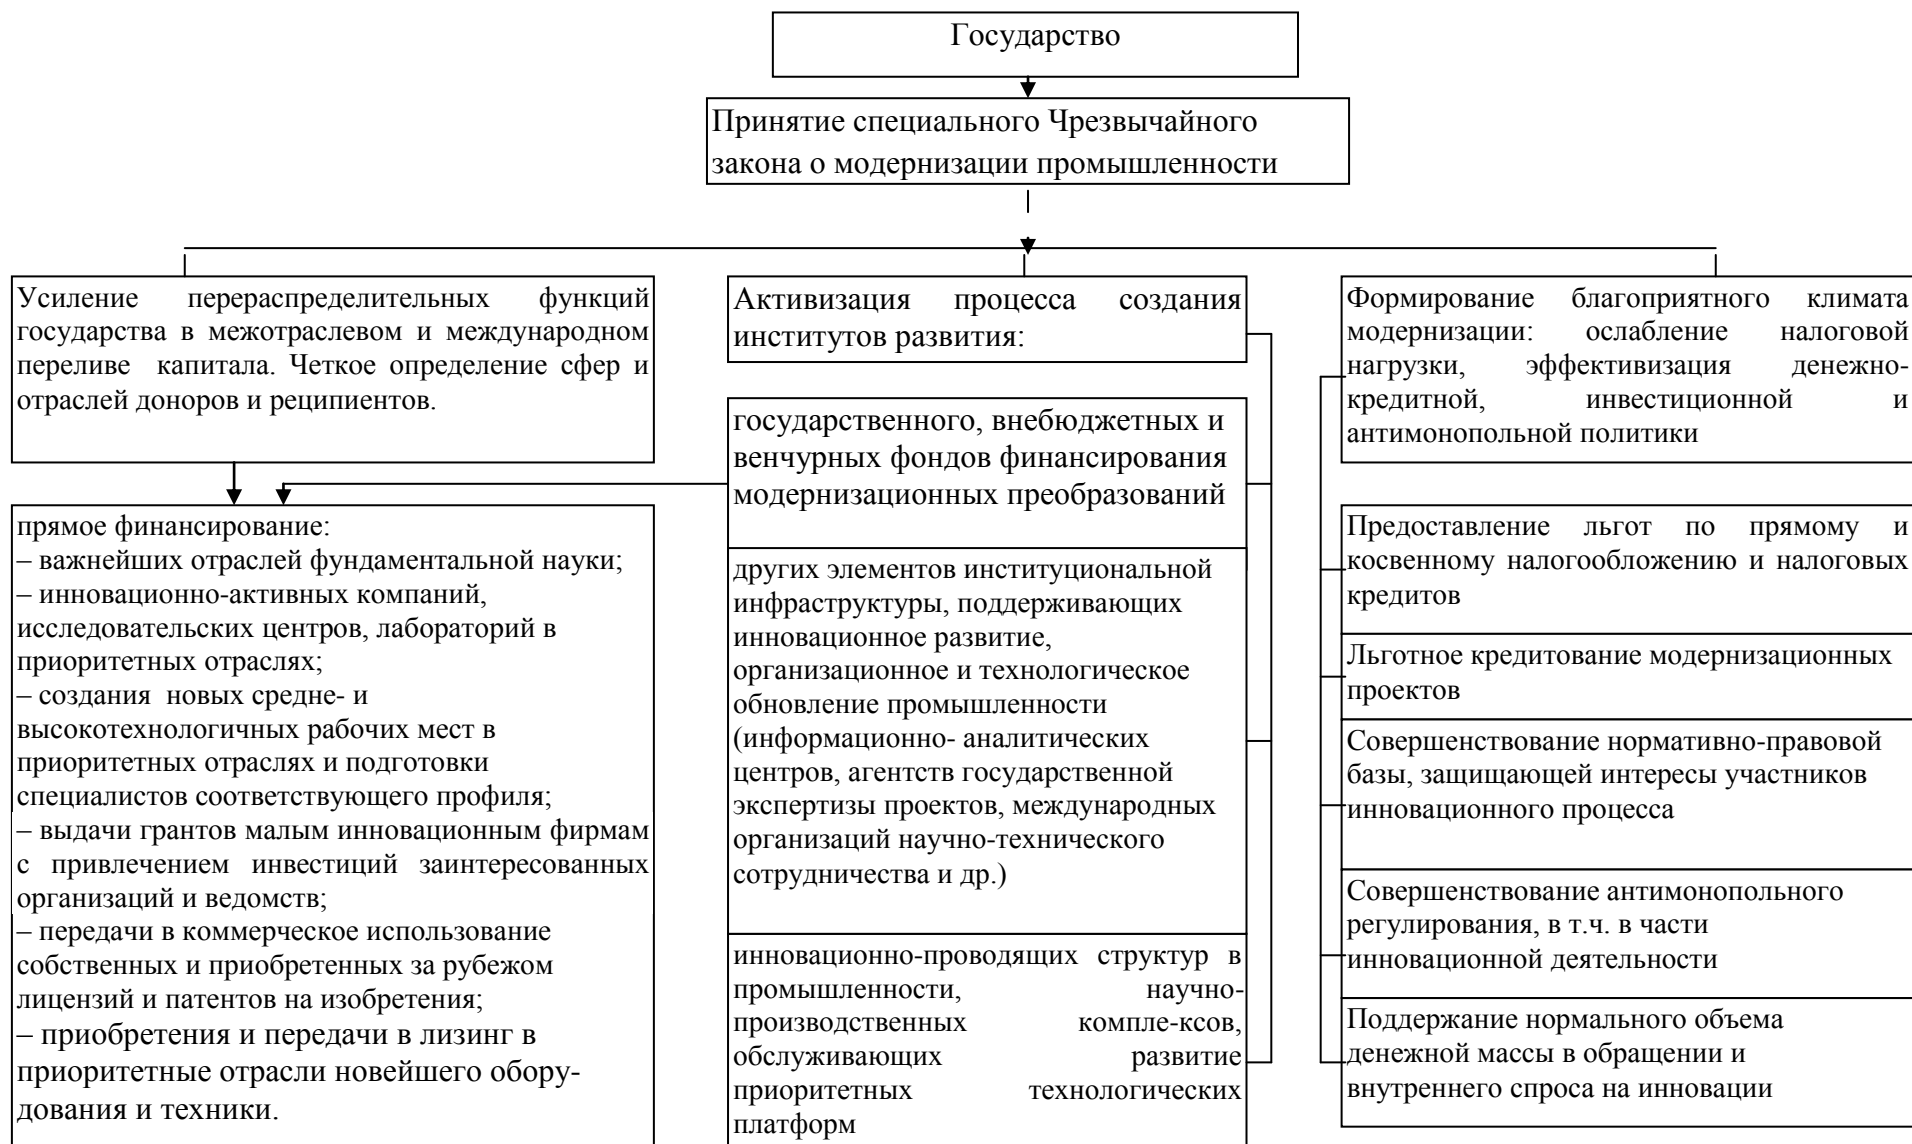 Государство
Принятие специального Чрезвычайного
закона о модернизации промышленности
Усиление перераспределительных функций
государства в межотраслевом и международном
переливе капитала. Четкое определение сфер и
отраслей доноров и реципиентов.
прямое финансирование:
– важнейших отраслей фундаментальной науки;
– инновационно-активных компаний,
исследовательских центров, лабораторий в
приоритетных отраслях;
– создания новых средне- и
высокотехнологичных рабочих мест в
приоритетных отраслях и подготовки
специалистов соответствующего профиля;
– выдачи грантов малым инновационным фирмам
с привлечением инвестиций заинтересованных
организаций и ведомств;
– передачи в коммерческое использование
собственных и приобретенных за рубежом
лицензий и патентов на изобретения;
– приобретения и передачи в лизинг в
приоритетные отрасли новейшего обору-
дования и техники.
Активизация процесса создания
институтов развития:
государственного, внебюджетных и
венчурных фондов финансирования
модернизационных преобразований
других элементов институциональной
инфраструктуры, поддерживающих
инновационное развитие,
организационное и технологическое
обновление промышленности
(информационно- аналитических
центров, агентств государственной
экспертизы проектов, международных
организаций научно-технического
сотрудничества и др.)
инновационно-проводящих структур в
промышленности, научно-
производственных компле-ксов,
обслуживающих развитие
приоритетных технологических
платформ
Формирование благоприятного климата
модернизации: ослабление налоговой
нагрузки, эффективизация денежно-
кредитной, инвестиционной и
антимонопольной политики
Предоставление льгот по прямому и
косвенному налогообложению и налоговых
кредитов
Льготное кредитование модернизационных
проектов
Совершенствование нормативно-правовой
базы, защищающей интересы участников
инновационного процесса
Совершенствование антимонопольного
регулирования, в т.ч. в части
инновационной деятельности
Поддержание нормального объема
денежной массы в обращении и
внутреннего спроса на инновации